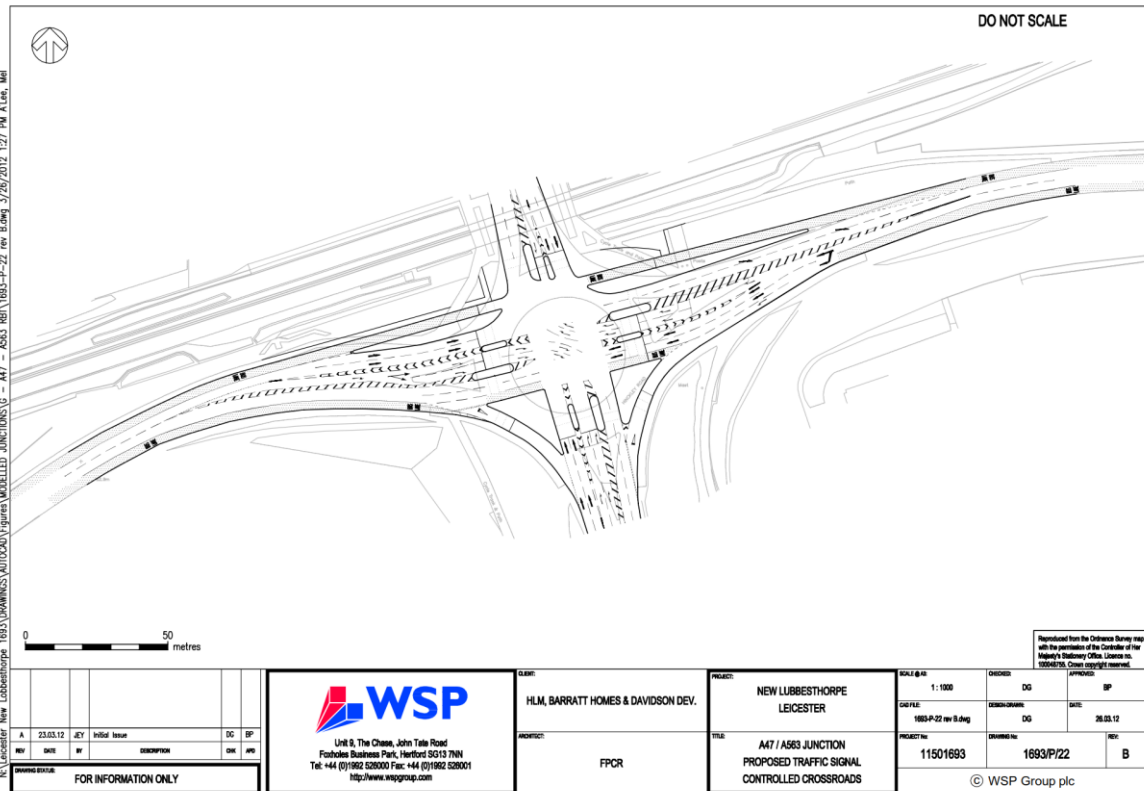 DO NOT SCALE
N:\Leicester New Lubbesthorpe 1693\DRAWINGS\AUTOCAD\Figures\MODELLED JUNCTIONS\G - A47 - A563 RBT\1693-P-22 rev B.dwg 3/26/2012 1:27 PM A.Lee, Mel
Path
0 50
metres
Reproduced from the Ordnance Survey map
with the permission of the Controller of Her
Majesty's Stationery Office. Licence no.
100048755. Crown copyright reserved.
A 23.03.12 JEY Initial Issue DG BP
REV DATE BY DESCRIPTION CHK APD
DRAWING STATUS:
FOR INFORMATION ONLY
WSP
Unit 9, The Chase, John Tate Road
Foxholes Business Park, Hertford SG13 7NN
Tel: +44 (0)1992 526000 Fax: +44 (0)1992 526001
http://www.wspgroup.com
CLIENT:
HLM, BARRATT HOMES & DAVIDSON DEV.
ARCHITECT:
FPCR
PROJECT:
NEW LUBBESTHORPE
LEICESTER
TITLE:
A47 / A563 JUNCTION
PROPOSED TRAFFIC SIGNAL
CONTROLLED CROSSROADS
SCALE @ A3: CHECKED: APPROVED:
1 : 1000 DG BP
CAD FILE: DESIGN-DRAWN: DATE:
1693-P-22 rev B.dwg DG 26.03.12
PROJECT No: DRAWING No: REV:
11501693 1693/P/22 B
© WSP Group plc